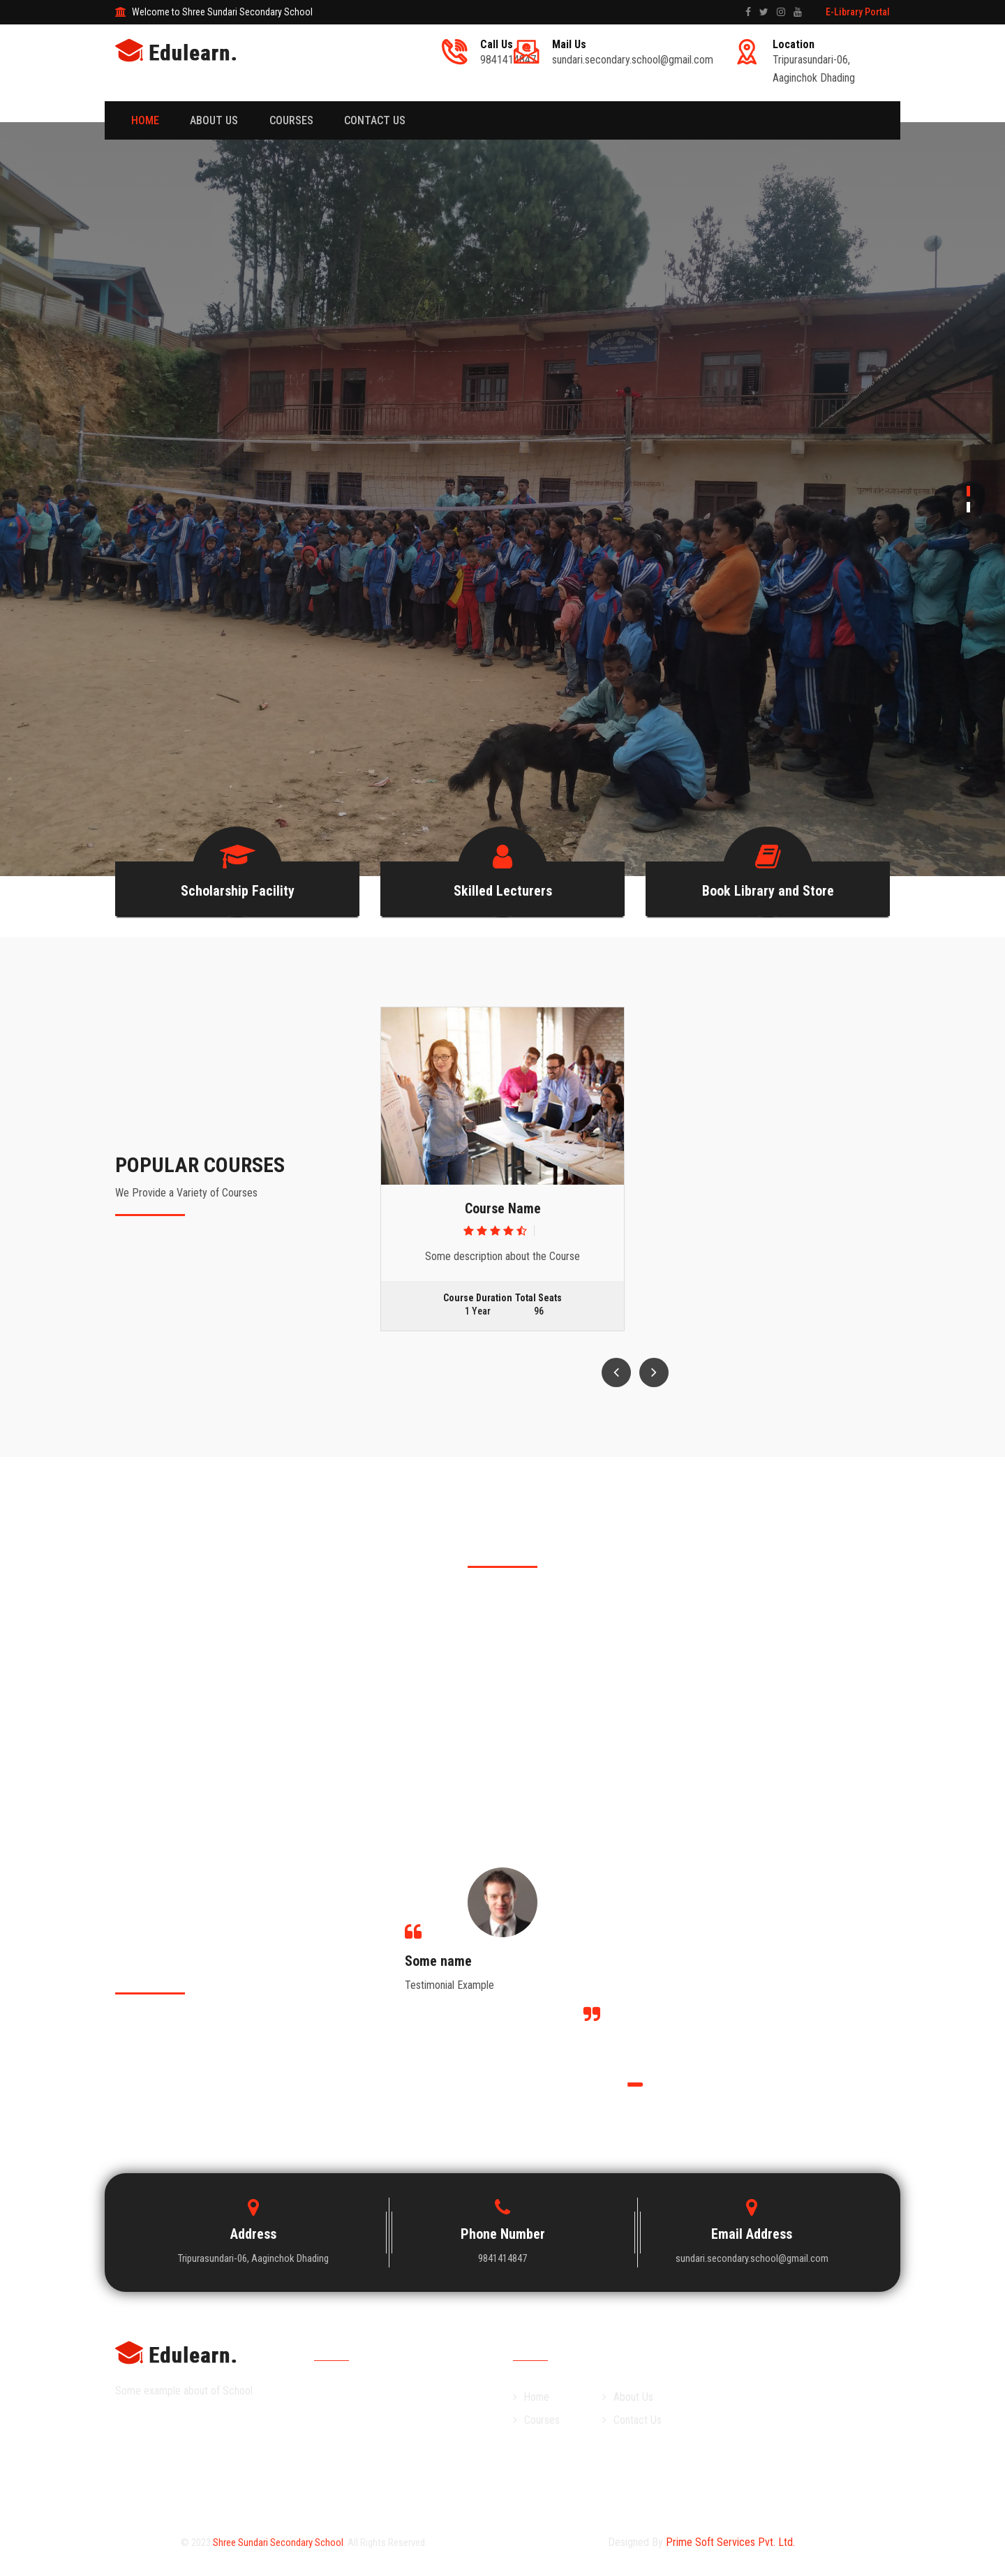 Welcome to Shree Sundari Secondary School
E-Library Portal
Edulearn.
Call Us
9841414847
Mail Us
sundari.secondary.school@gmail.com
Location
Tripurasundari-06,
Aaginchok Dhading
HOME
ABOUT US
COURSES
CONTACT US
Scholarship Facility
Skilled Lecturers
Book Library and Store
POPULAR COURSES
We Provide a Variety of Courses
Course Name
Some description about the Course
Course Duration
1 Year
Total Seats
96
Some name
Testimonial Example
Address
Tripurasundari-06, Aaginchok Dhading
Phone Number
9841414847
Email Address
sundari.secondary.school@gmail.com
Edulearn.
Some example about of School
Home
About Us
Courses
Contact Us
© 2023 Shree Sundari Secondary School. All Rights Reserved.
Designed By Prime Soft Services Pvt. Ltd.